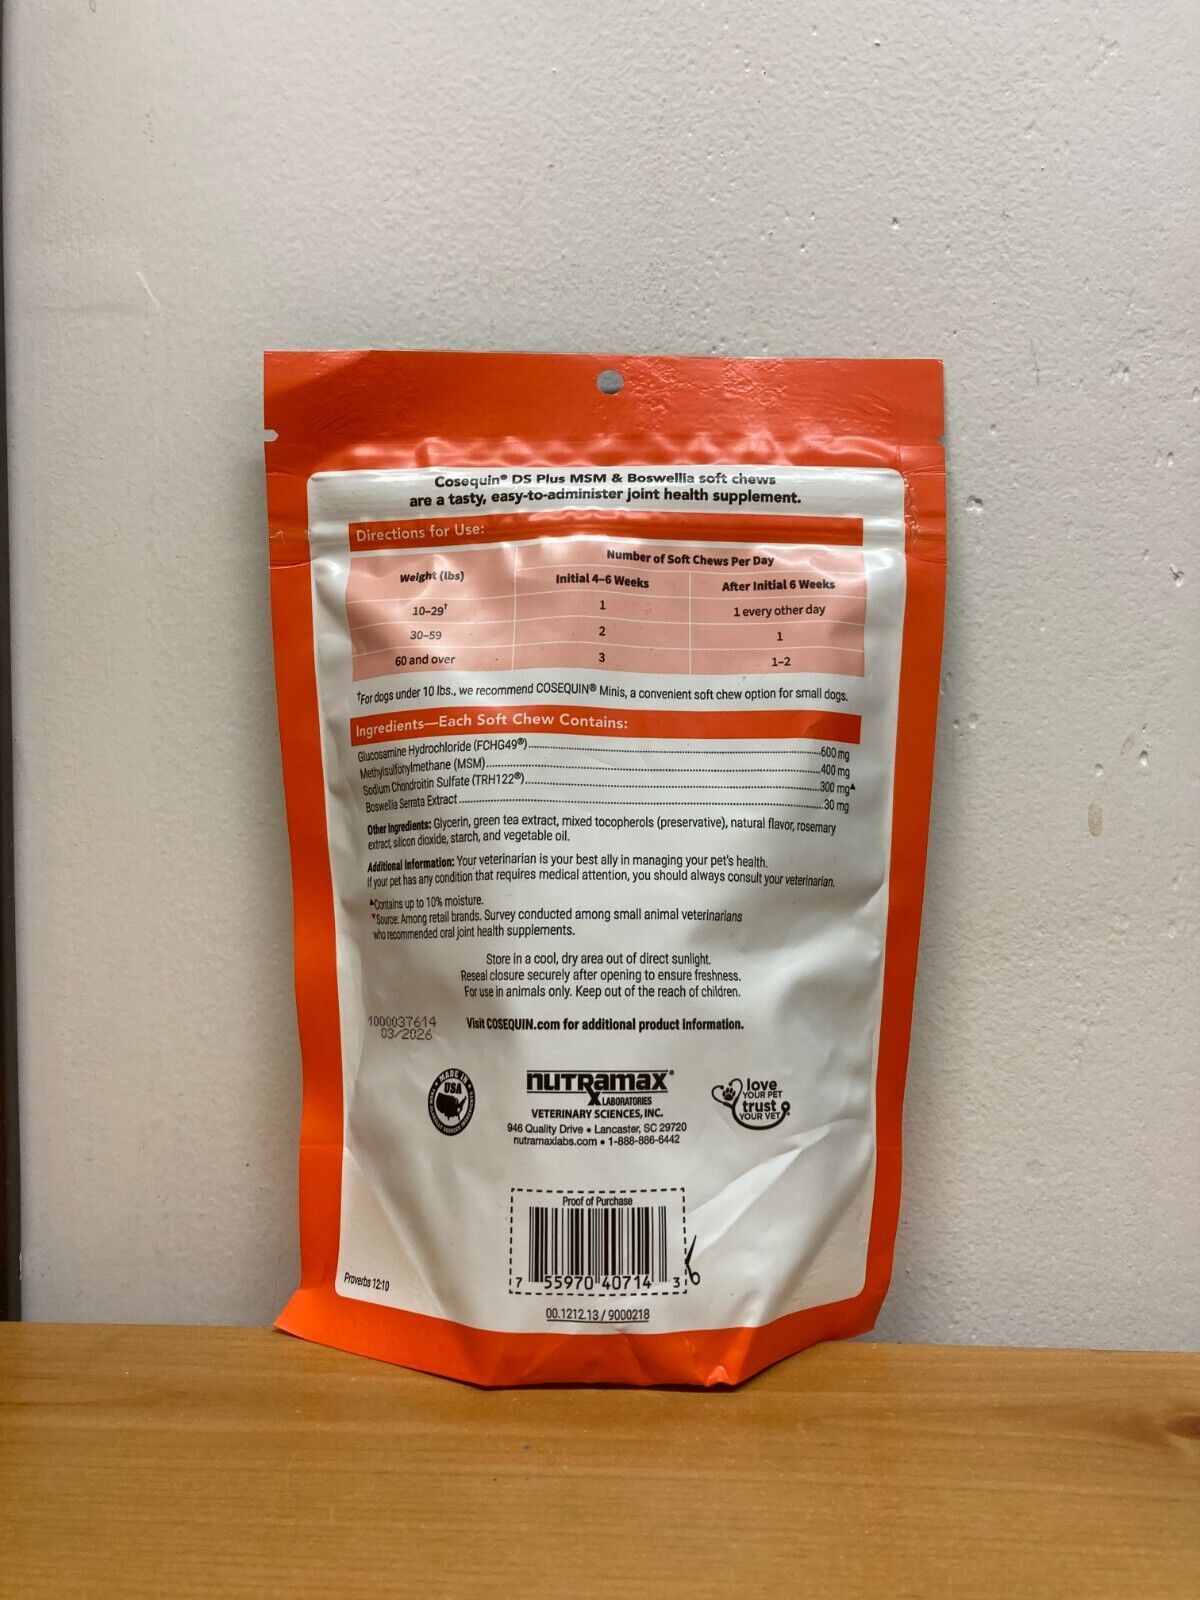 Cosequin® DS Plus MSM & Boswellia soft chews
are a tasty, easy-to-administer joint health supplement.
Directions for Use:
Weight (lbs)
Number of Soft Chews Per Day
Initial 4–6 Weeks After Initial 6 Weeks
10–29† 1 1 every other day
30–59 2 1
60 and over 3 1–2
†For dogs under 10 lbs., we recommend COSEQUIN® Minis, a convenient soft chew option for small dogs.
Ingredients—Each Soft Chew Contains:
Glucosamine Hydrochloride (FCHG49®) 600 mg
Methylsulfonylmethane (MSM) 400 mg
Sodium Chondroitin Sulfate (TRH122®) 300 mg▲
Boswellia Serrata Extract 30 mg
Other Ingredients: Glycerin, green tea extract, mixed tocopherols (preservative), natural flavor, rosemary
extract, silicon dioxide, starch, and vegetable oil.
Additional Information: Your veterinarian is your best ally in managing your pet's health.
If your pet has any condition that requires medical attention, you should always consult your veterinarian.
▲Contains up to 10% moisture.
▼Source: Among retail brands. Survey conducted among small animal veterinarians
who recommended oral joint health supplements.
Store in a cool, dry area out of direct sunlight.
Reseal closure securely after opening to ensure freshness.
For use in animals only. Keep out of the reach of children.
1000037614
03/2026
Visit COSEQUIN.com for additional product information.
MADE IN
USA
nutramax®
LABORATORIES
VETERINARY SCIENCES, INC.
946 Quality Drive • Lancaster, SC 29720
nutramaxlabs.com • 1-888-886-6442
love
YOUR PET
trust
YOUR VET
Proof of Purchase
7 55970 40714 3
Proverbs 12:10
00.1212.13 / 9000218